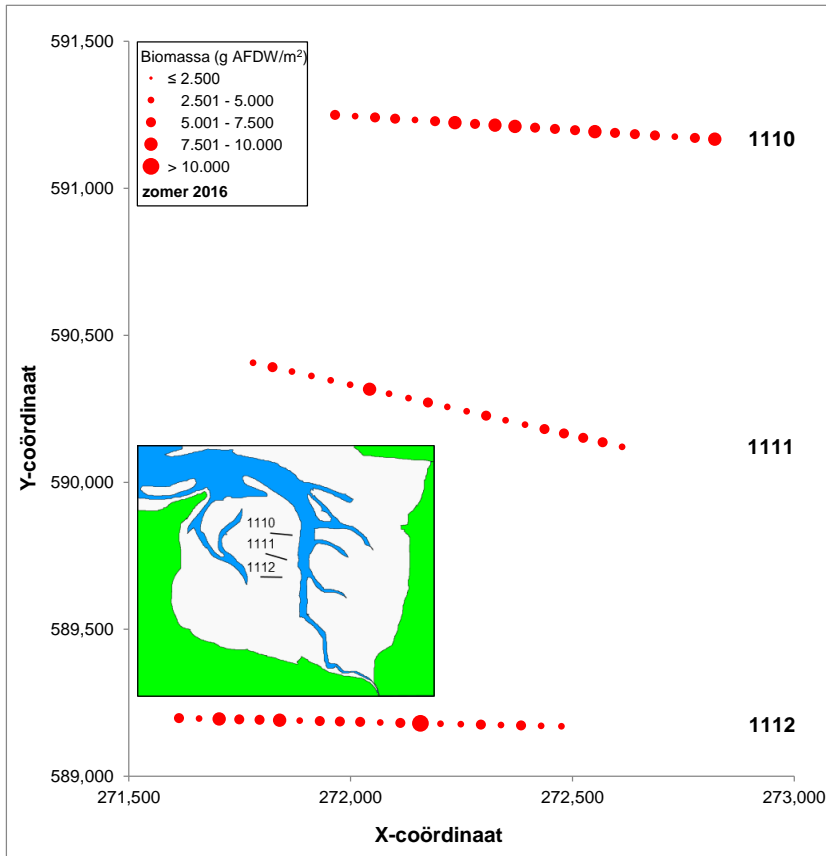 591,500
Biomassa (g AFDW/m²)
≤ 2.500
2.501 - 5.000
5.001 - 7.500
7.501 - 10.000
> 10.000
zomer 2016
1110
591,000
590,500
1111
590,000
1110
1111
1112
589,500
1112
589,000
271,500
272,000
272,500
273,000
Y-coördinaat
X-coördinaat